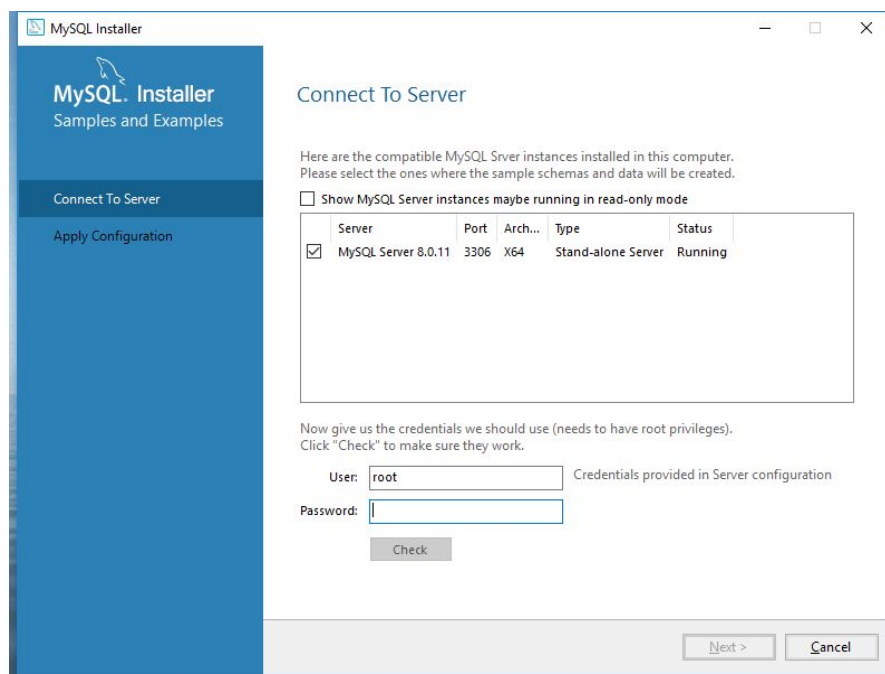 MySQL Installer
MySQL. Installer
Samples and Examples
Connect To Server
Apply Configuration
Connect To Server
Here are the compatible MySQL Srver instances installed in this computer.
Please select the ones where the sample schemas and data will be created.
Show MySQL Server instances maybe running in read-only mode
Server Port Arch... Type Status
MySQL Server 8.0.11 3306 X64 Stand-alone Server Running
Now give us the credentials we should use (needs to have root privileges).
Click "Check" to make sure they work.
User: root Credentials provided in Server configuration
Password:
Check
Next > Cancel